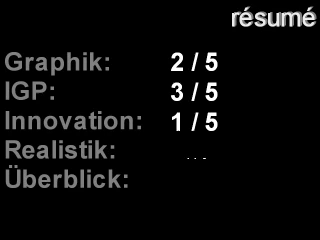 résumé
Graphik: 2 / 5
IGP: 3 / 5
Innovation: 1 / 5
Realistik:
Überblick: